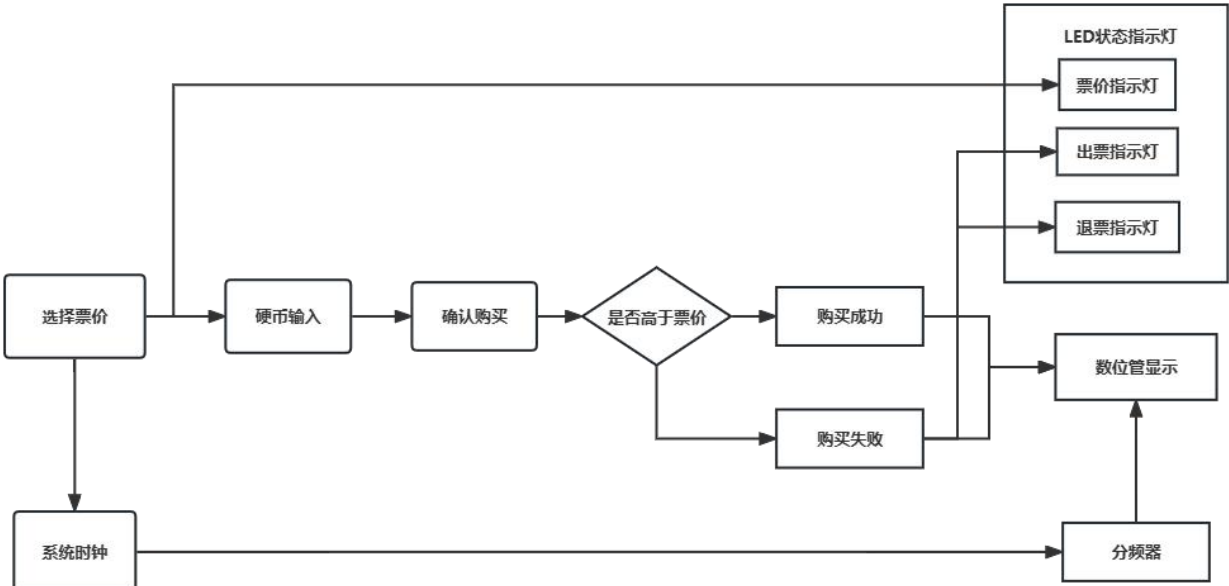 LED状态指示灯
票价指示灯
出票指示灯
退票指示灯
选择票价
硬币输入
确认购买
是否高于票价
购买成功
数位管显示
购买失败
系统时钟
分频器